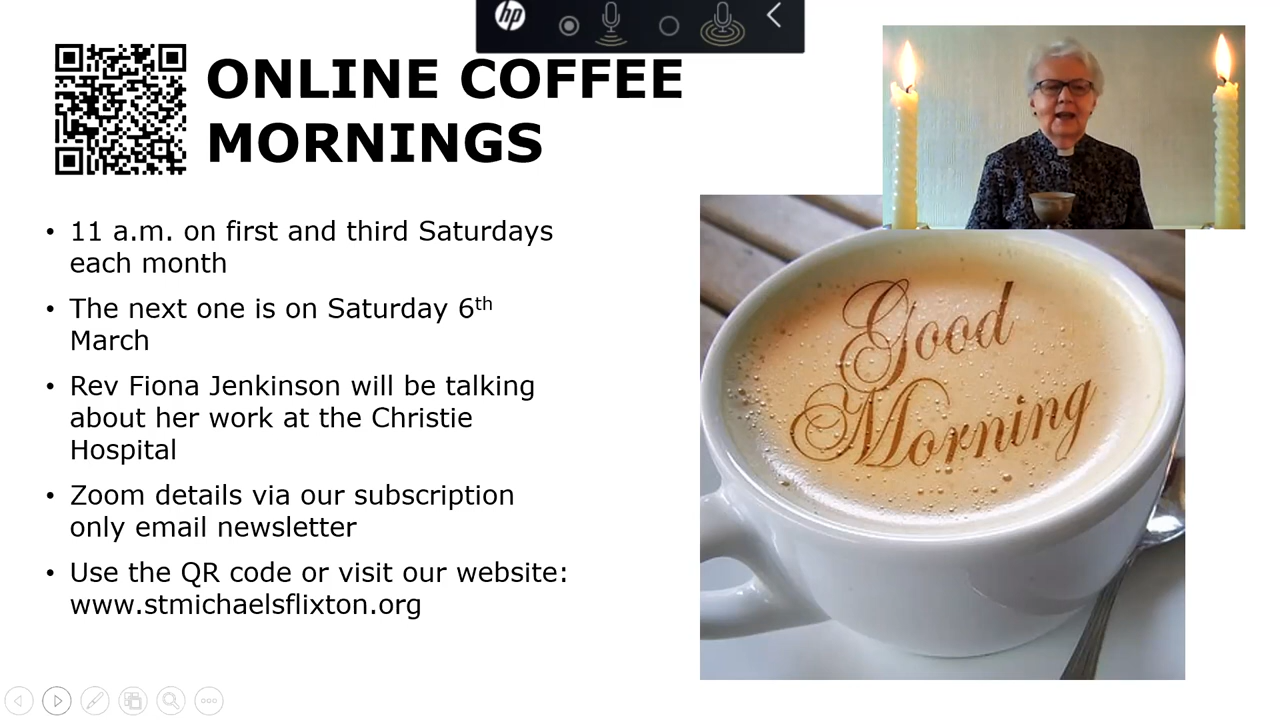 hp
ONLINE COFFEE
MORNINGS
• 11 a.m. on first and third Saturdays
each month
• The next one is on Saturday 6th
March
• Rev Fiona Jenkinson will be talking
about her work at the Christie
Hospital
• Zoom details via our subscription
only email newsletter
• Use the QR code or visit our website:
www.stmichaelsflixton.org
Good
Morning